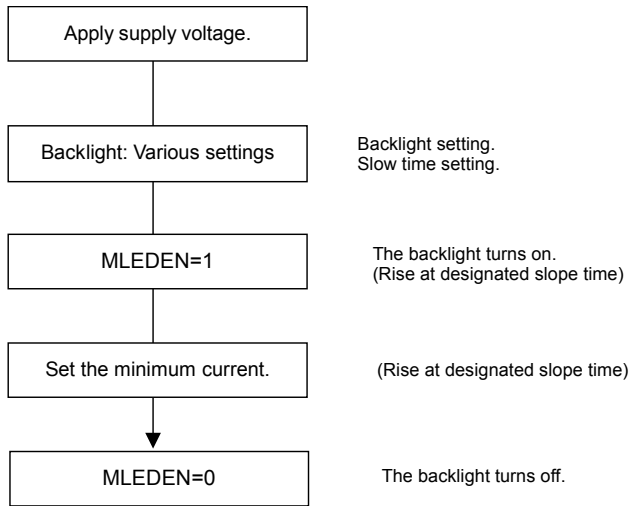 Apply supply voltage.
Backlight: Various settings
Backlight setting.
Slow time setting.
MLEDEN=1
The backlight turns on.
(Rise at designated slope time)
Set the minimum current.
(Rise at designated slope time)
MLEDEN=0
The backlight turns off.